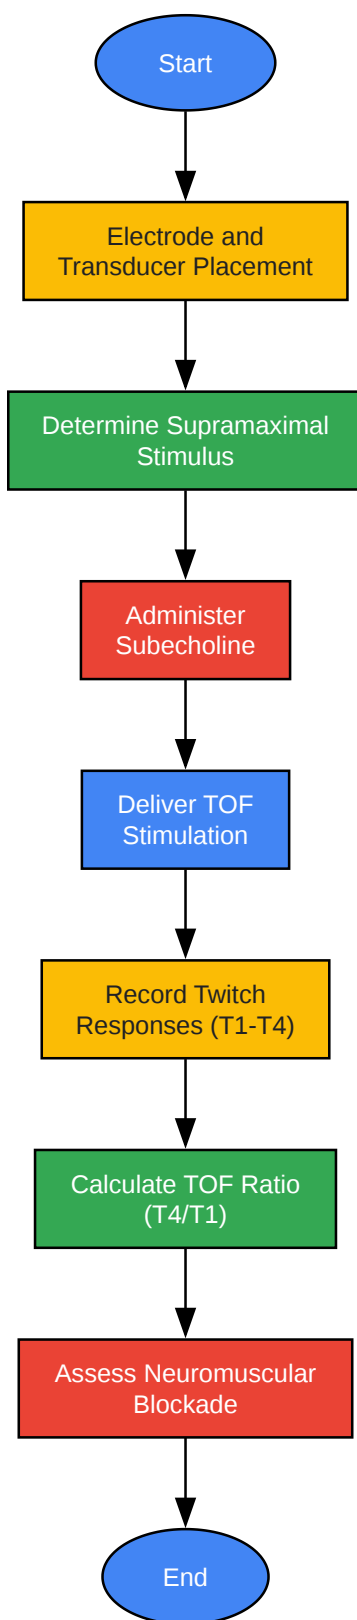 Start
Electrode and
Transducer Placement
Determine Supramaximal
Stimulus
Administer
Subecholine
Deliver TOF
Stimulation
Record Twitch
Responses (T1-T4)
Calculate TOF Ratio
(T4/T1)
Assess Neuromuscular
Blockade
End